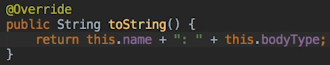 @Override
public String toString() {
    return this.name + ": " + this.bodyType;
}